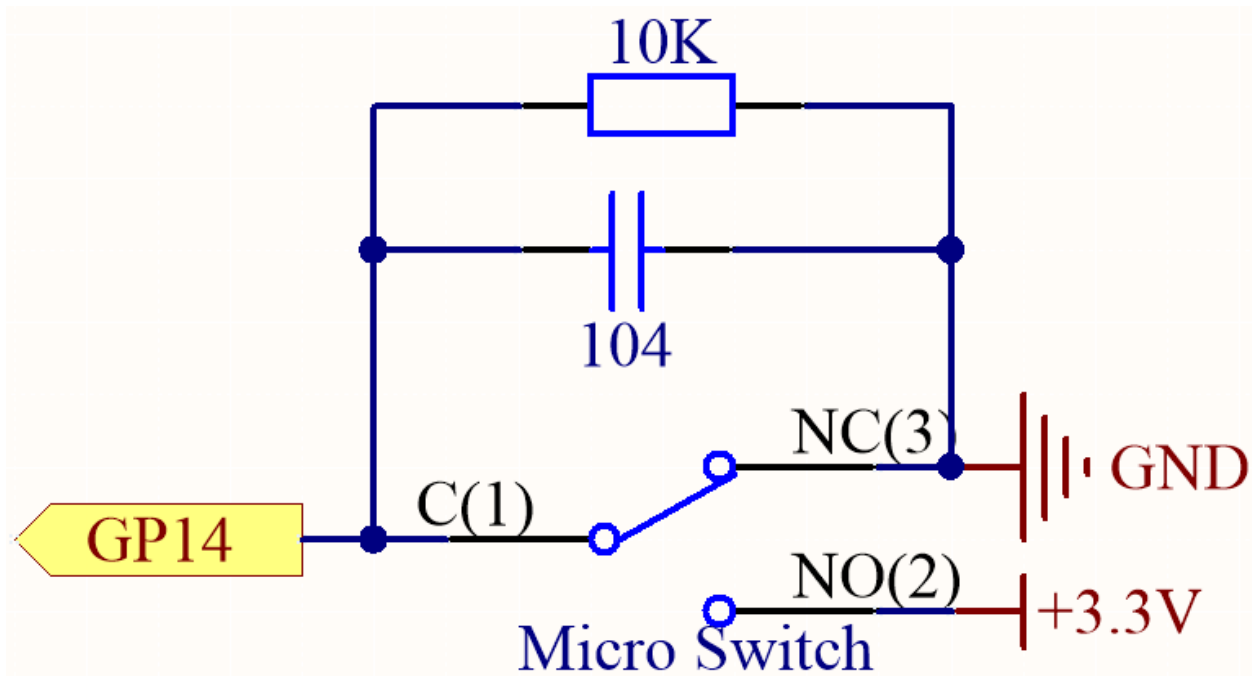 10K
104
NC(3)
GND
C(1)
GP14
NO(2)
+3.3V
Micro Switch